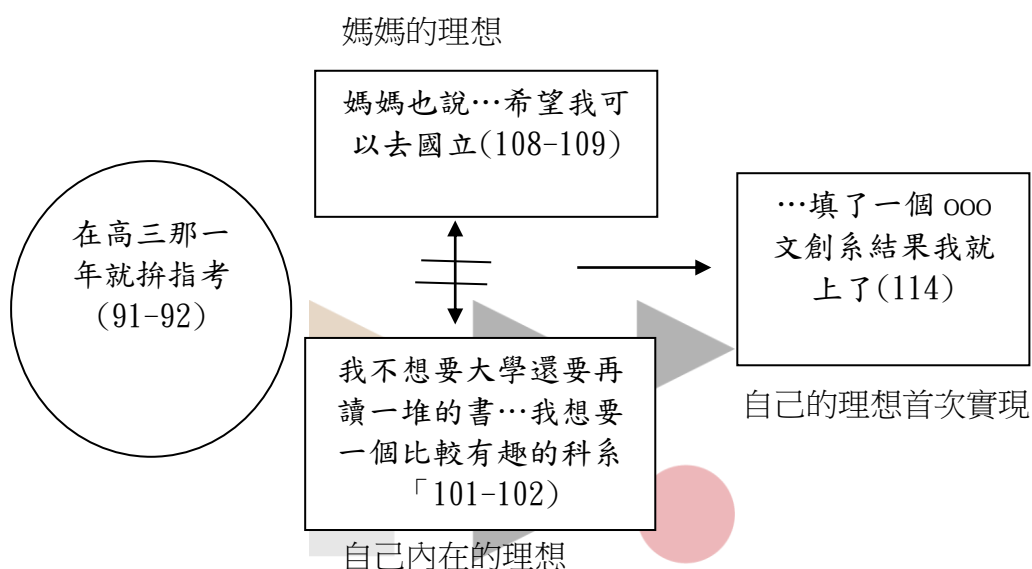 媽媽的理想
媽媽也說…希望我可
以去國立(108-109)
在高三那一
年就拚指考
(91-92)
…填了一個 ooo
文創系結果我就
上了(114)
自己的理想首次實現
我不想要大學還要再
讀一堆的書…我想要
一個比較有趣的科系
「101-102)
自己內在的理想